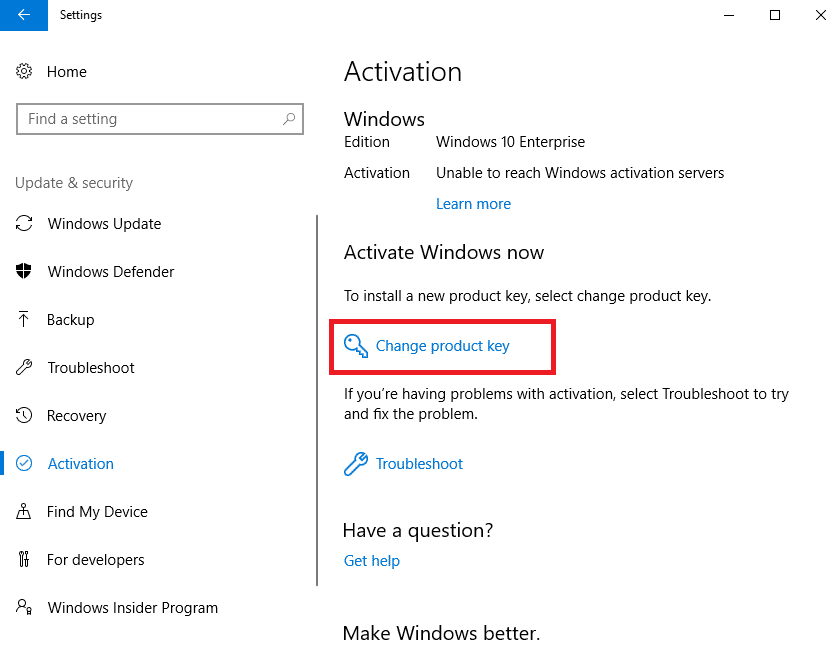 Settings
Home
Find a setting
Update & security
Windows Update
Windows Defender
Backup
Troubleshoot
Recovery
Activation
Find My Device
For developers
Windows Insider Program
Activation
Windows
Edition Windows 10 Enterprise
Activation Unable to reach Windows activation servers
Learn more
Activate Windows now
To install a new product key, select change product key.
Change product key
If you’re having problems with activation, select Troubleshoot to try
and fix the problem.
Troubleshoot
Have a question?
Get help
Make Windows better.